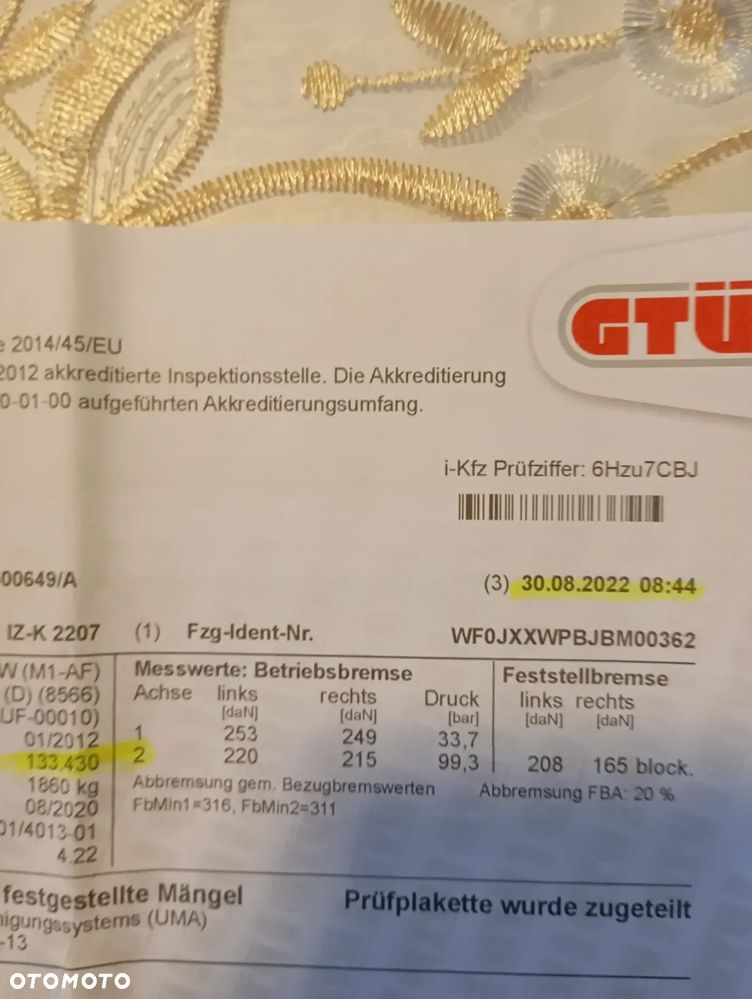 GTÜ
e 2014/45/EU
2012 akkreditierte Inspektionsstelle. Die Akkreditierung
0-01-00 aufgeführten Akkreditierungsumfang.
i-Kfz Prüfziffer: 6Hzu7CBJ
00649/A
(3) 30.08.2022 08:44
IZ-K 2207 (1) Fzg-Ident-Nr. WF0JXXWPBJBM00362
W (M1-AF) Messwerte: Betriebsbremse Feststellbremse
(D) (8566) Achse links rechts Druck links rechts
UF-00010) [daN] [daN] [bar] [daN] [daN]
01/2012 1 253 249 33,7
133.430 2 220 215 99,3 208 165 block.
1860 kg Abbremsung gem. Bezugbremswerten Abbremsung FBA: 20 %
08/2020 FbMin1=316, FbMin2=311
01/4013-01
4.22
festgestellte Mängel Prüfplakette wurde zugeteilt
nigungssystems (UMA)
-13
OTOMOTO